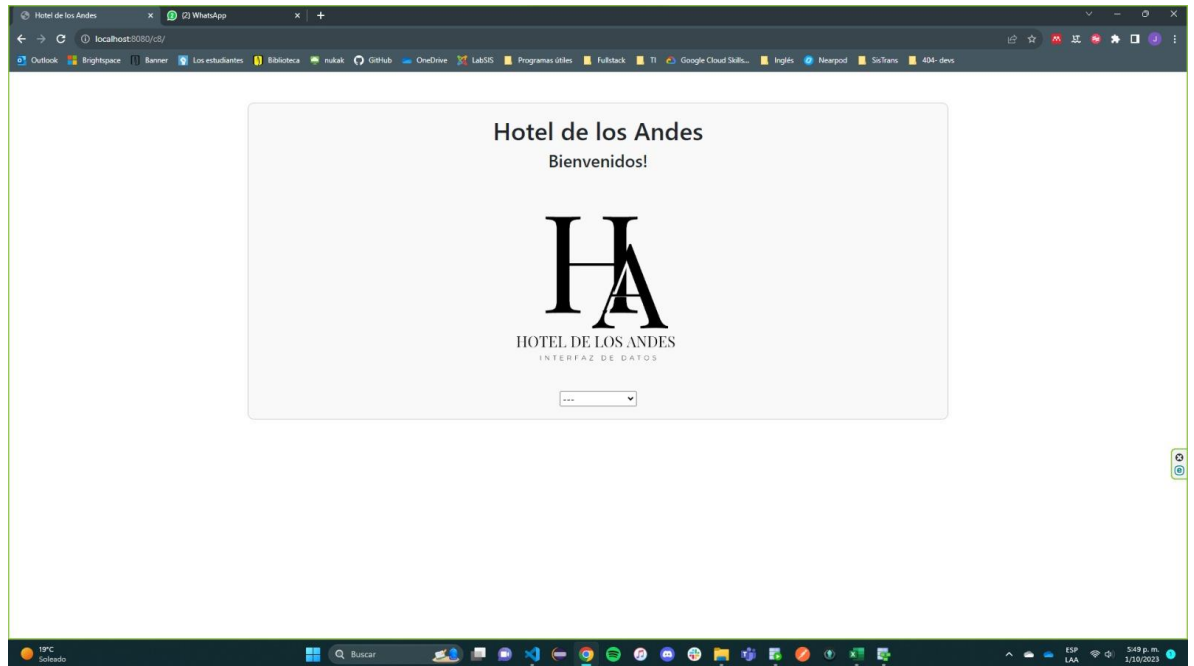 Hotel de los Andes
(2) WhatsApp
localhost:8080/c8/
Outlook Brightspace Banner Los estudiantes Biblioteca nukak GitHub OneDrive LabSIS Programas útiles Fullstack TI Google Cloud Skills... Inglés Nearpod SisTrans 404- devs
Hotel de los Andes
Bienvenidos!
HA
HOTEL DE LOS ANDES
INTERFAZ DE DATOS
---
19°C
Soleado
Buscar
ESP
LAA
5:49 p. m.
1/10/2023